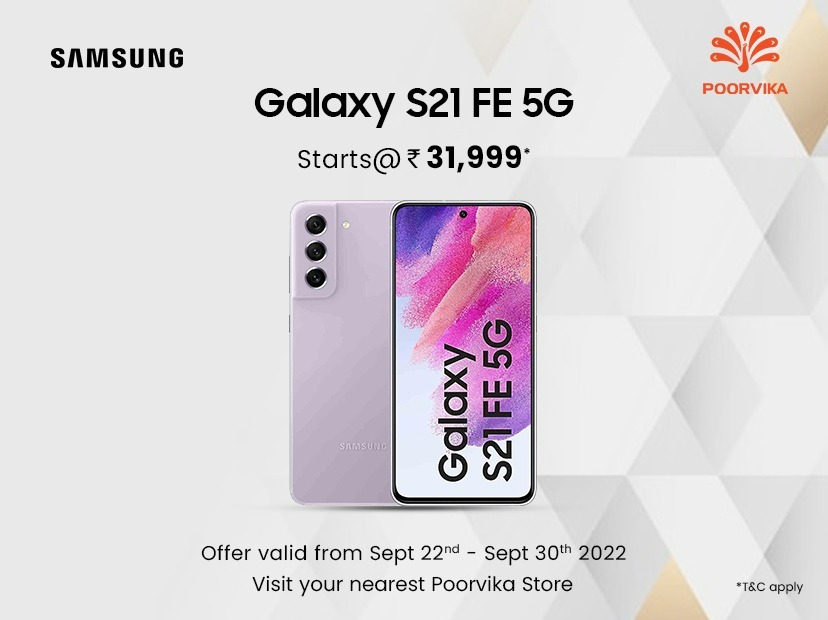 SAMSUNG
POORVIKA
Galaxy S21 FE 5G
Starts@ ₹ 31,999*
SAMSUNG
Galaxy
S21 FE 5G
Offer valid from Sept 22nd - Sept 30th 2022
Visit your nearest Poorvika Store
*T&C apply